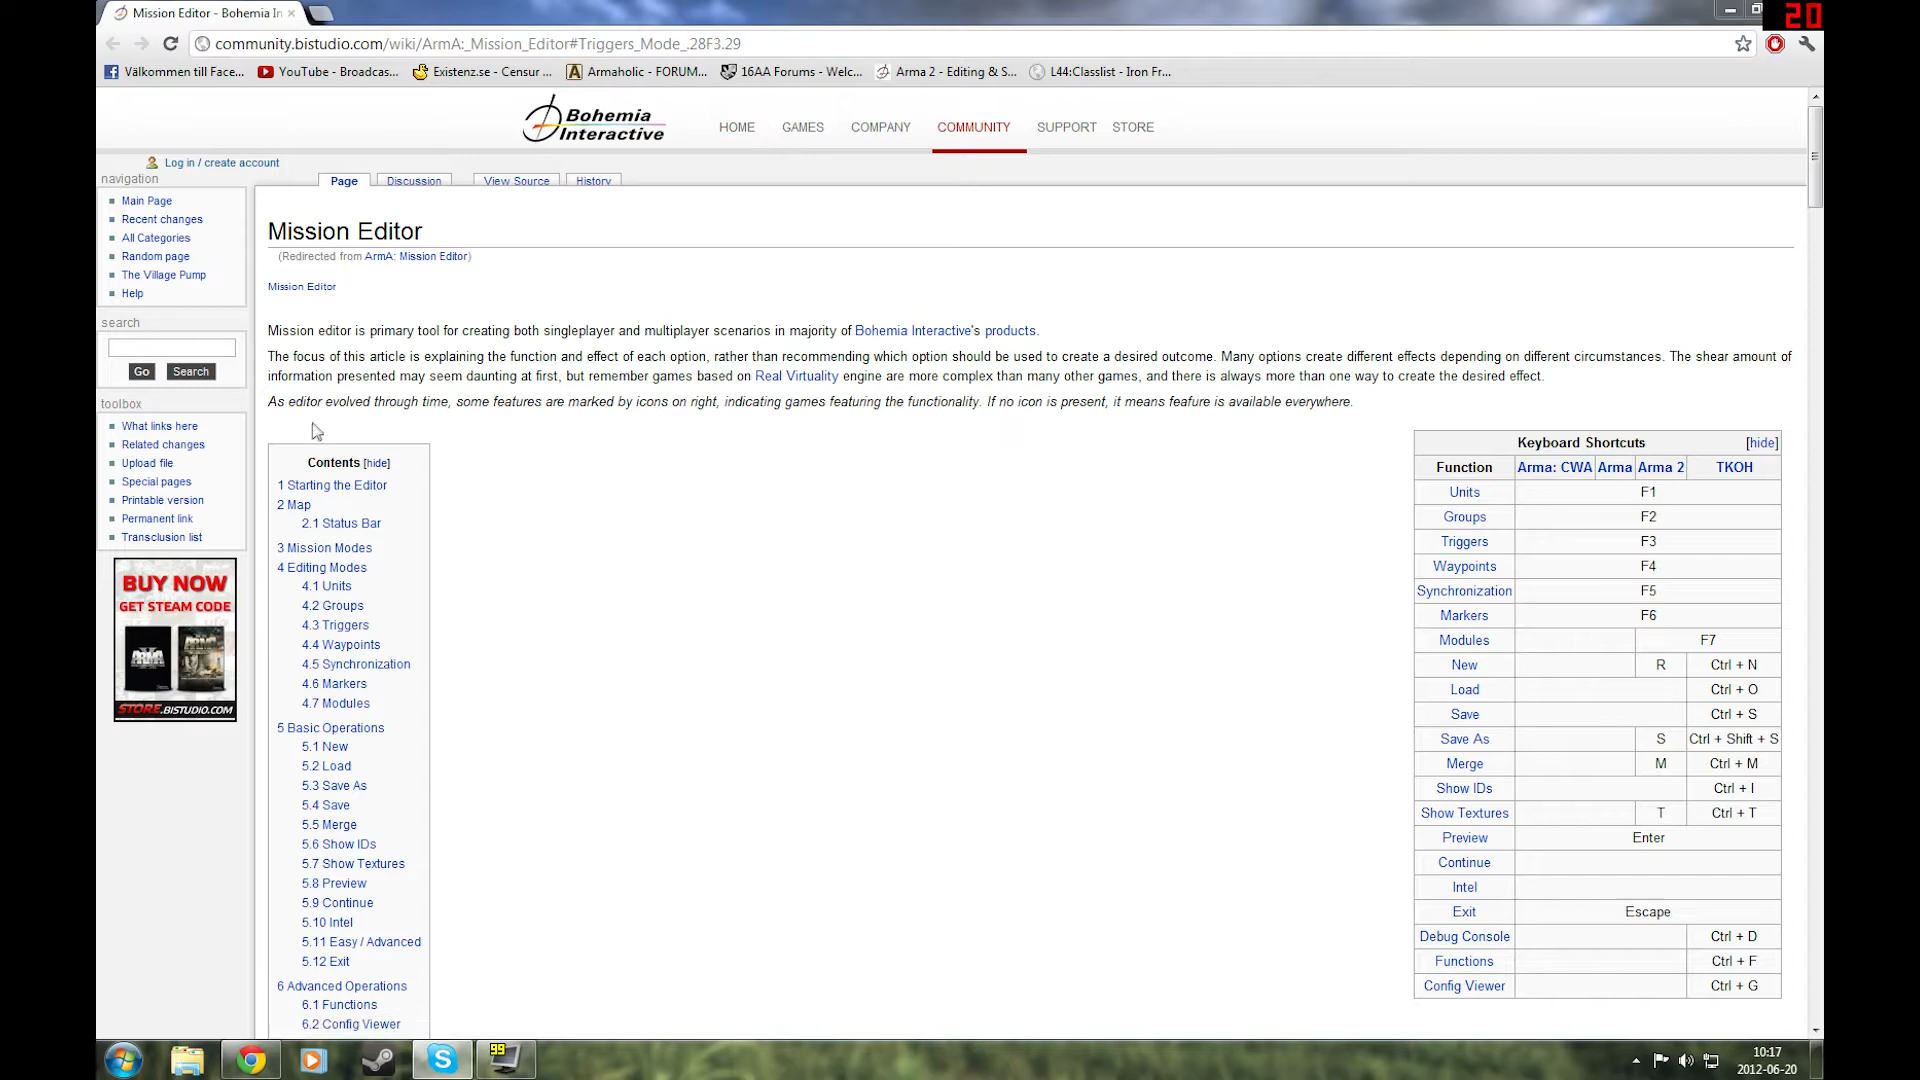 Mission Editor - Bohemia In
20
community.bistudio.com/wiki/ArmA:_Mission_Editor#Triggers_Mode_.28F3.29
Välkommen till Face...
YouTube - Broadcas...
Existenz.se - Censur ...
Armaholic - FORUM...
16AA Forums - Welc...
Arma 2 - Editing & S...
L44:Classlist - Iron Fr...
Bohemia
Interactive
HOME
GAMES
COMPANY
COMMUNITY
SUPPORT
STORE
Log in / create account
navigation
Main Page
Recent changes
All Categories
Random page
The Village Pump
Help
search
Go
Search
toolbox
What links here
Related changes
Upload file
Special pages
Printable version
Permanent link
Transclusion list
BUY NOW
GET STEAM CODE
STORE.BISTUDIO.COM
Page
Discussion
View Source
History
Mission Editor
(Redirected from ArmA: Mission Editor)
Mission Editor
Mission editor is primary tool for creating both singleplayer and multiplayer scenarios in majority of Bohemia Interactive's products.
The focus of this article is explaining the function and effect of each option, rather than recommending which option should be used to create a desired outcome. Many options create different effects depending on different circumstances. The shear amount of
information presented may seem daunting at first, but remember games based on Real Virtuality engine are more complex than many other games, and there is always more than one way to create the desired effect.
As editor evolved through time, some features are marked by icons on right, indicating games featuring the functionality. If no icon is present, it means feature is available everywhere.
Contents [hide]
1 Starting the Editor
2 Map
2.1 Status Bar
3 Mission Modes
4 Editing Modes
4.1 Units
4.2 Groups
4.3 Triggers
4.4 Waypoints
4.5 Synchronization
4.6 Markers
4.7 Modules
5 Basic Operations
5.1 New
5.2 Load
5.3 Save As
5.4 Save
5.5 Merge
5.6 Show IDs
5.7 Show Textures
5.8 Preview
5.9 Continue
5.10 Intel
5.11 Easy / Advanced
5.12 Exit
6 Advanced Operations
6.1 Functions
6.2 Config Viewer
Keyboard Shortcuts [hide]
Function Arma: CWA Arma Arma 2 TKOH
Units F1
Groups F2
Triggers F3
Waypoints F4
Synchronization F5
Markers F6
Modules F7
New R Ctrl + N
Load Ctrl + O
Save Ctrl + S
Save As S Ctrl + Shift + S
Merge M Ctrl + M
Show IDs Ctrl + I
Show Textures T Ctrl + T
Preview Enter
Continue
Intel
Exit Escape
Debug Console Ctrl + D
Functions Ctrl + F
Config Viewer Ctrl + G
99
10:17
2012-06-20